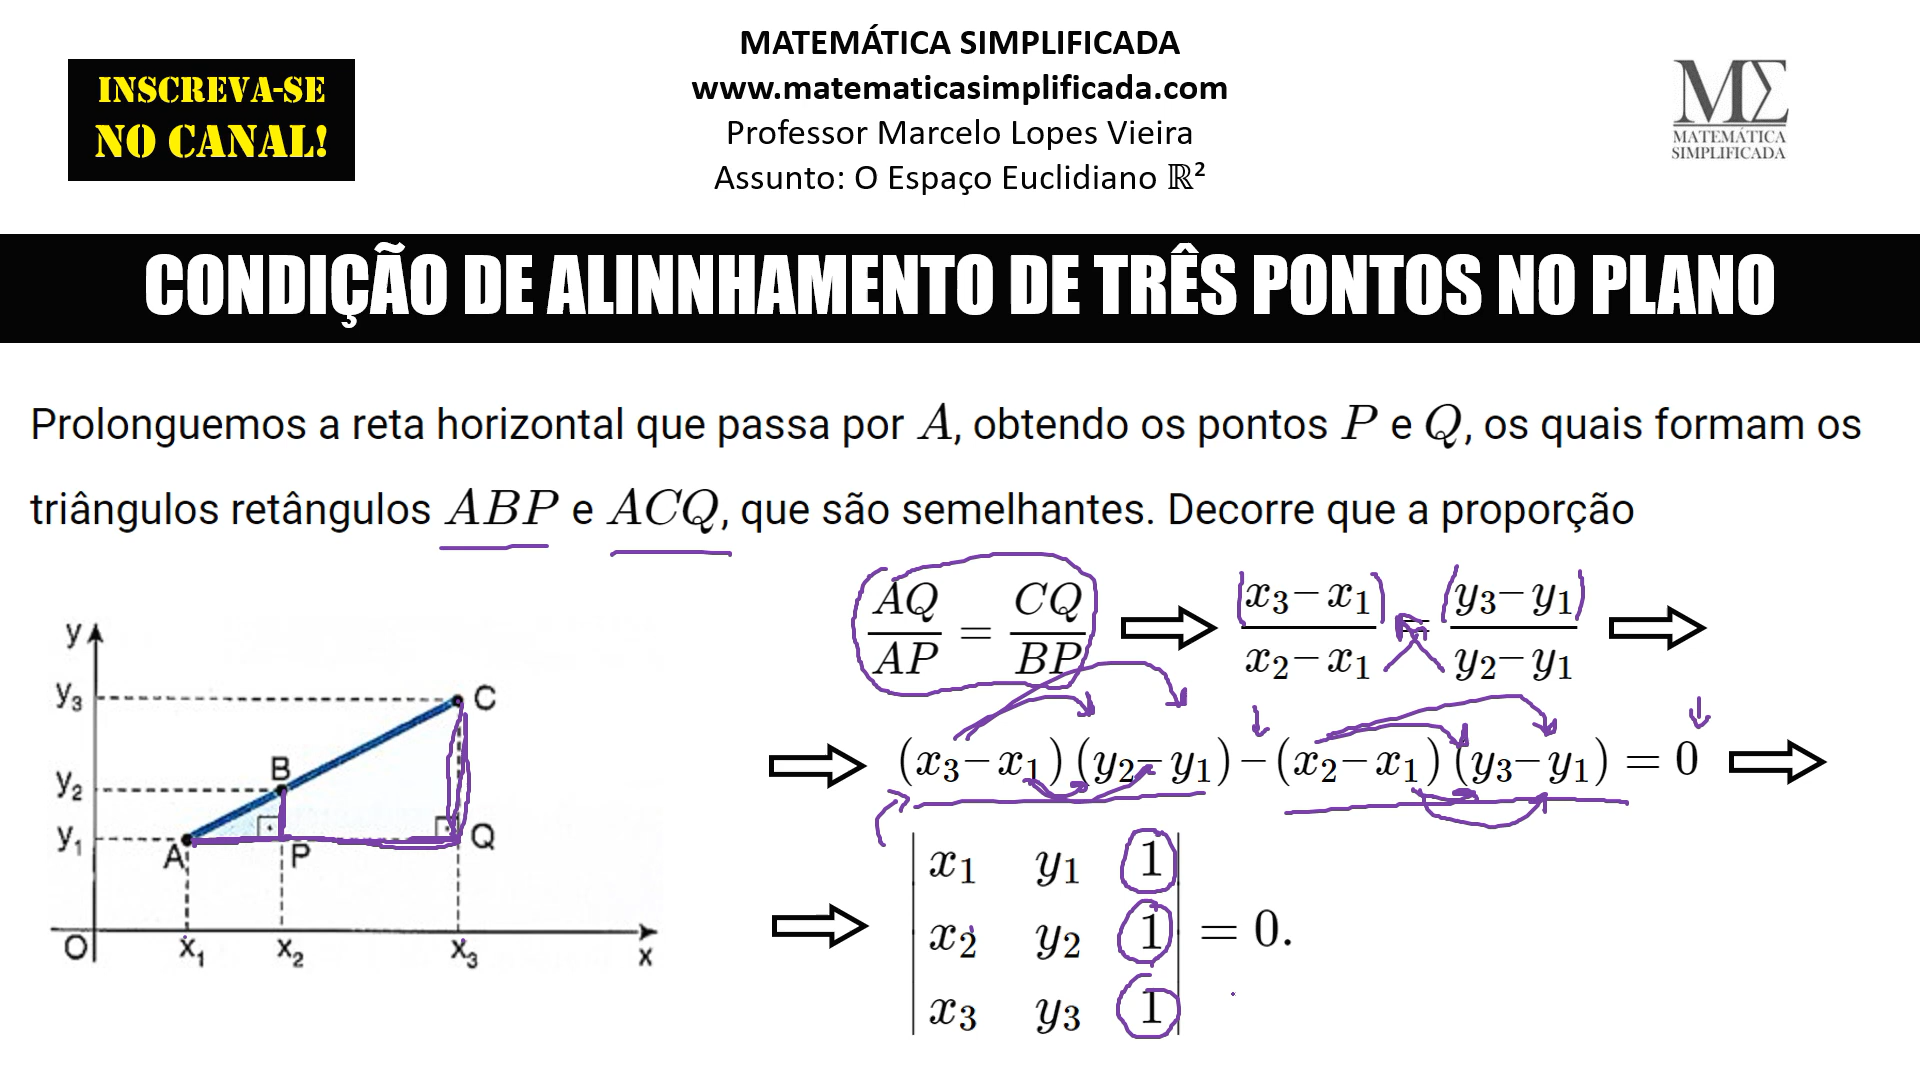 MATEMÁTICA SIMPLIFICADA
www.matematicasimplificada.com
Professor Marcelo Lopes Vieira
Assunto: O Espaço Euclidiano ℝ²
INSCREVA-SE
NO CANAL!
MΣ
MATEMÁTICA
SIMPLIFICADA
CONDIÇÃO DE ALINNHAMENTO DE TRÊS PONTOS NO PLANO
Prolonguemos a reta horizontal que passa por A, obtendo os pontos P e Q, os quais formam os
triângulos retângulos ABP e ACQ, que são semelhantes. Decorre que a proporção
AQ/AP = CQ/BP ⇒ (x₃−x₁)/(x₂−x₁) = (y₃−y₁)/(y₂−y₁) ⇒
⇒ (x₃−x₁)(y₂−y₁)−(x₂−x₁)(y₃−y₁) = 0 ⇒
| x₁ y₁ 1 |
⇒ | x₂ y₂ 1 | = 0.
| x₃ y₃ 1 |
y
y₃ C
B
y₂
y₁ A P Q
O x₁ x₂ x₃ x